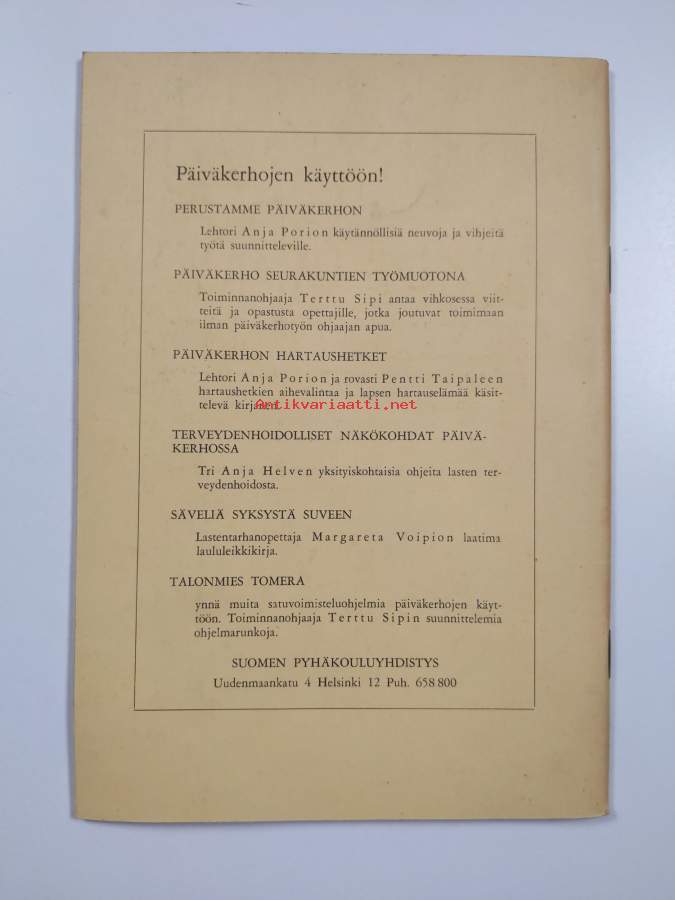 Päiväkerhojen käyttöön!
PERUSTAMME PÄIVÄKERHON
Lehtori Anja Porion käytännöllisiä neuvoja ja vihjeitä
työtä suunnitteleville.
PÄIVÄKERHO SEURAKUNTIEN TYÖMUOTONA
Toiminnanohjaaja Terttu Sipi antaa vihkosessa viit-
teitä ja opastusta opettajille, jotka joutuvat toimimaan
ilman päiväkerhotyön ohjaajan apua.
PÄIVÄKERHON HARTAUSHETKET
Lehtori Anja Porion ja rovasti Pentti Taipaleen
hartaushetkien aihevalintaa ja lapsen hartauselämää käsit-
televä kirjanen.
Antikvariaatti.net
TERVEYDENHOIDOLLISET NÄKÖKOHDAT PÄIVÄ-
KERHOSSA
Tri Anja Helven yksityiskohtaisia ohjeita lasten ter-
veydenhoidosta.
SÄVELIÄ SYKSYSTÄ SUVEEN
Lastentarhanopettaja Margareta Voipion laatima
laululeikkikirja.
TALONMIES TOMERA
ynnä muita satuvoimisteluohjelmia päiväkerhojen käyt-
töön. Toiminnanohjaaja Terttu Sipin suunnittelemia
ohjelmarunkoja.
SUOMEN PYHÄKOULUYHDISTYS
Uudenmaankatu 4 Helsinki 12 Puh. 658 800